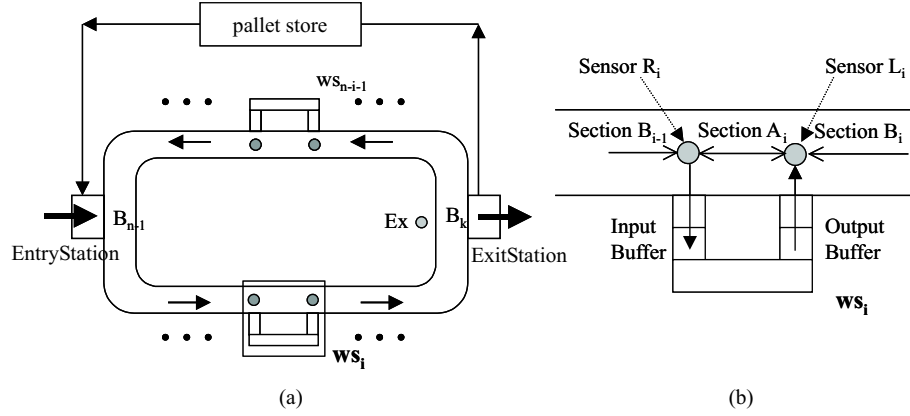 pallet store
ws_{n-i-1}
B_{n-1}
Ex
B_k
EntryStation
ExitStation
ws_i
(a)
Sensor R_i
Sensor L_i
Section B_{i-1}
Section A_i
Section B_i
Input
Buffer
Output
Buffer
ws_i
(b)